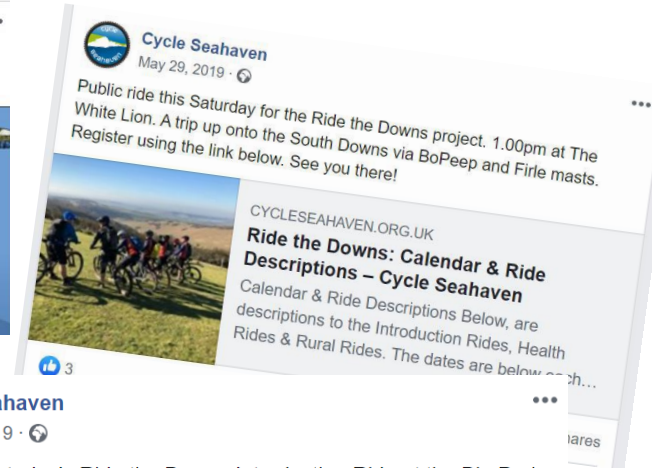 Cycle Seahaven
May 29, 2019 ·
Public ride this Saturday for the Ride the Downs project. 1.00pm at The
White Lion. A trip up onto the South Downs via BoPeep and Firle masts.
Register using the link below. See you there!
CYCLESEAHAVEN.ORG.UK
Ride the Downs: Calendar & Ride
Descriptions – Cycle Seahaven
Calendar & Ride Descriptions Below, are
descriptions to the Introduction Rides, Health
Rides & Rural Rides. The dates are below
3
ahaven
9 ·